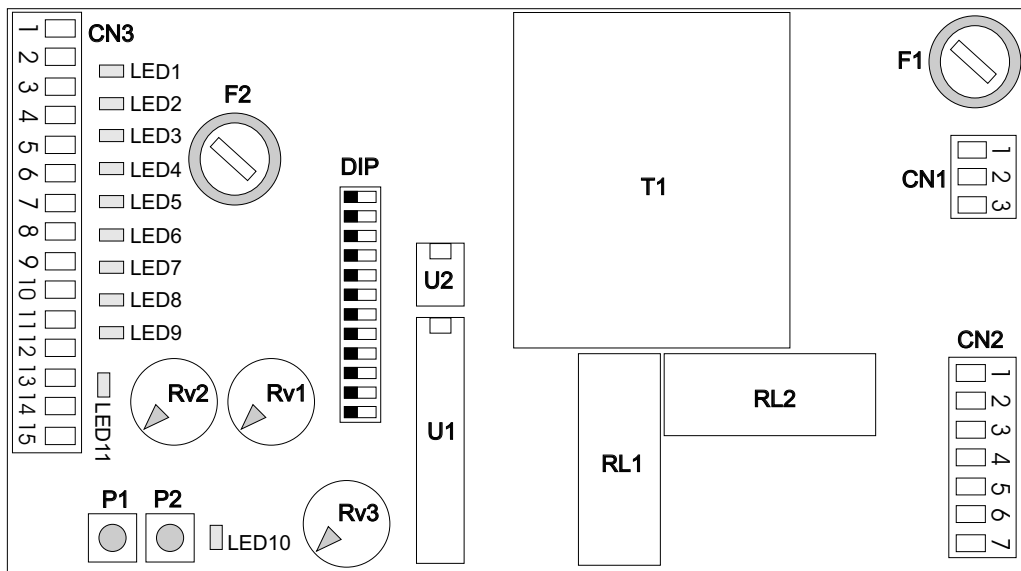 CN3
1
2
3
4
5
6
7
8
9
10
11
12
13
14
15
LED1
LED2
LED3
LED4
LED5
LED6
LED7
LED8
LED9
LED11
F2
DIP
Rv2
Rv1
P1
P2
LED10
Rv3
U2
U1
T1
RL1
RL2
F1
CN1
1
2
3
CN2
1
2
3
4
5
6
7